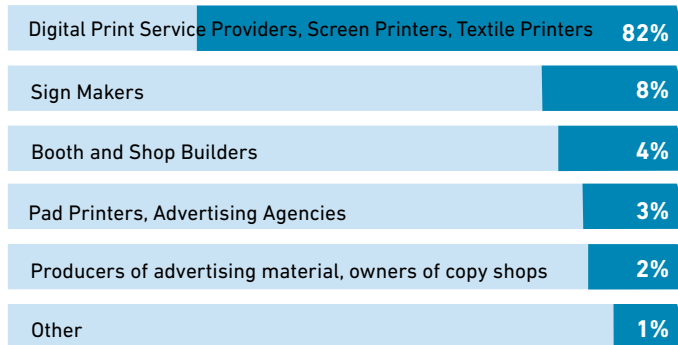 Digital Print Service Providers, Screen Printers, Textile Printers 82%
Sign Makers 8%
Booth and Shop Builders 4%
Pad Printers, Advertising Agencies 3%
Producers of advertising material, owners of copy shops 2%
Other 1%